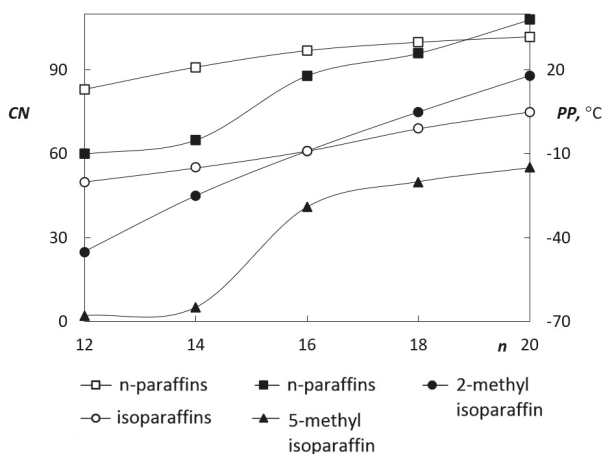 90
60
30
0
CN
20
-10
-40
-70
PP, °C
12 14 16 18 n 20
n-paraffins n-paraffins 2-methyl
isoparaffin
isoparaffins 5-methyl
isoparaffin